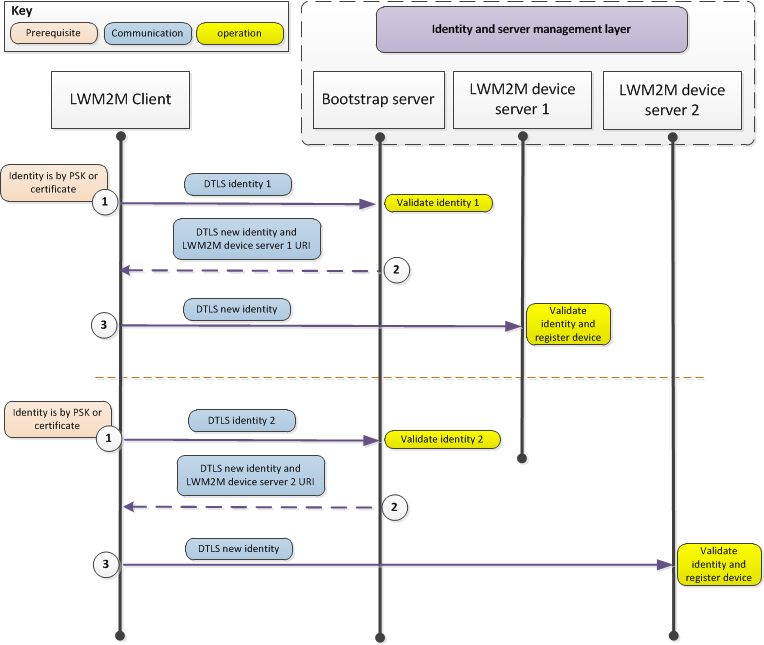 Key
Prerequisite
Communication
operation
Identity and server management layer
LWM2M Client
Bootstrap server
LWM2M device
server 1
LWM2M device
server 2
Identity is by PSK or
certificate
1
DTLS identity 1
Validate identity 1
DTLS new identity and
LWM2M device server 1 URI
2
3
DTLS new identity
Validate
identity and
register device
Identity is by PSK or
certificate
1
DTLS identity 2
Validate identity 2
DTLS new identity and
LWM2M device server 2 URI
2
3
DTLS new identity
Validate
identity and
register device